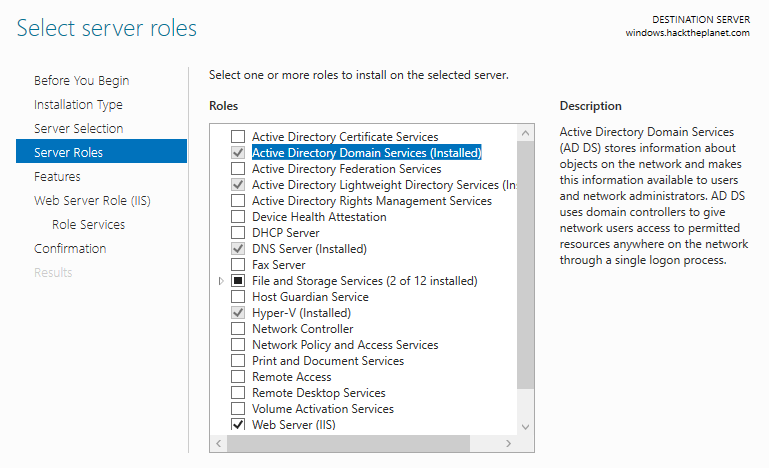 Select server roles
DESTINATION SERVER
windows.hacktheplanet.com
Before You Begin
Installation Type
Server Selection
Server Roles
Features
Web Server Role (IIS)
Role Services
Confirmation
Results
Select one or more roles to install on the selected server.
Roles
Active Directory Certificate Services
Active Directory Domain Services (Installed)
Active Directory Federation Services
Active Directory Lightweight Directory Services (In
Active Directory Rights Management Services
Device Health Attestation
DHCP Server
DNS Server (Installed)
Fax Server
File and Storage Services (2 of 12 installed)
Host Guardian Service
Hyper-V (Installed)
Network Controller
Network Policy and Access Services
Print and Document Services
Remote Access
Remote Desktop Services
Volume Activation Services
Web Server (IIS)
Description
Active Directory Domain Services
(AD DS) stores information about
objects on the network and makes
this information available to users
and network administrators. AD DS
uses domain controllers to give
network users access to permitted
resources anywhere on the network
through a single logon process.